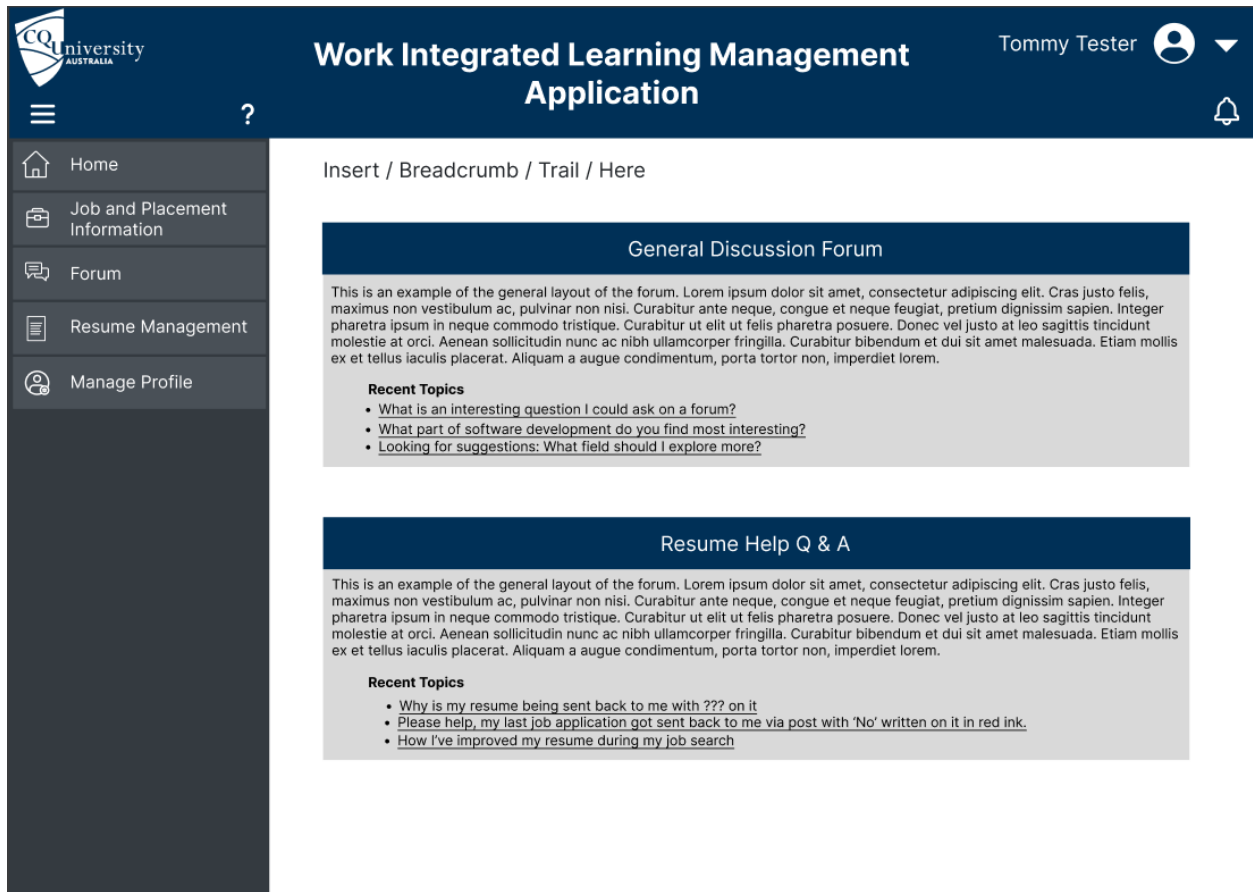 CQUniversity
AUSTRALIA
Work Integrated Learning Management
Application
Tommy Tester
?
Home
Job and Placement
Information
Forum
Resume Management
Manage Profile
Insert / Breadcrumb / Trail / Here
General Discussion Forum
This is an example of the general layout of the forum. Lorem ipsum dolor sit amet, consectetur adipiscing elit. Cras justo felis,
maximus non vestibulum ac, pulvinar non nisi. Curabitur ante neque, congue et neque feugiat, pretium dignissim sapien. Integer
pharetra ipsum in neque commodo tristique. Curabitur ut elit ut felis pharetra posuere. Donec vel justo at leo sagittis tincidunt
molestie at orci. Aenean sollicitudin nunc ac nibh ullamcorper fringilla. Curabitur bibendum et dui sit amet malesuada. Etiam mollis
ex et tellus iaculis placerat. Aliquam a augue condimentum, porta tortor non, imperdiet lorem.
Recent Topics
• What is an interesting question I could ask on a forum?
• What part of software development do you find most interesting?
• Looking for suggestions: What field should I explore more?
Resume Help Q & A
This is an example of the general layout of the forum. Lorem ipsum dolor sit amet, consectetur adipiscing elit. Cras justo felis,
maximus non vestibulum ac, pulvinar non nisi. Curabitur ante neque, congue et neque feugiat, pretium dignissim sapien. Integer
pharetra ipsum in neque commodo tristique. Curabitur ut elit ut felis pharetra posuere. Donec vel justo at leo sagittis tincidunt
molestie at orci. Aenean sollicitudin nunc ac nibh ullamcorper fringilla. Curabitur bibendum et dui sit amet malesuada. Etiam mollis
ex et tellus iaculis placerat. Aliquam a augue condimentum, porta tortor non, imperdiet lorem.
Recent Topics
• Why is my resume being sent back to me with ??? on it
• Please help, my last job application got sent back to me via post with ‘No’ written on it in red ink.
• How I’ve improved my resume during my job search